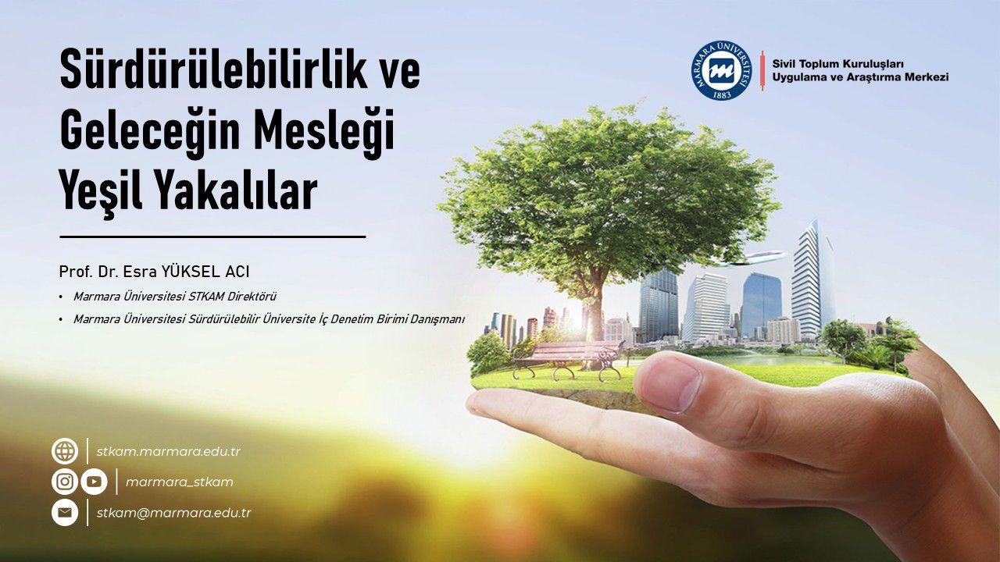 Sürdürülebilirlik ve
Geleceğin Mesleği
Yeşil Yakalılar
MARMARA ÜNİVERSİTESİ
m
1883
Sivil Toplum Kuruluşları
Uygulama ve Araştırma Merkezi
Prof. Dr. Esra YÜKSEL ACI
• Marmara Üniversitesi STKAM Direktörü
• Marmara Üniversitesi Sürdürülebilir Üniversite İç Denetim Birimi Danışmanı
stkam.marmara.edu.tr
marmara_stkam
stkam@marmara.edu.tr